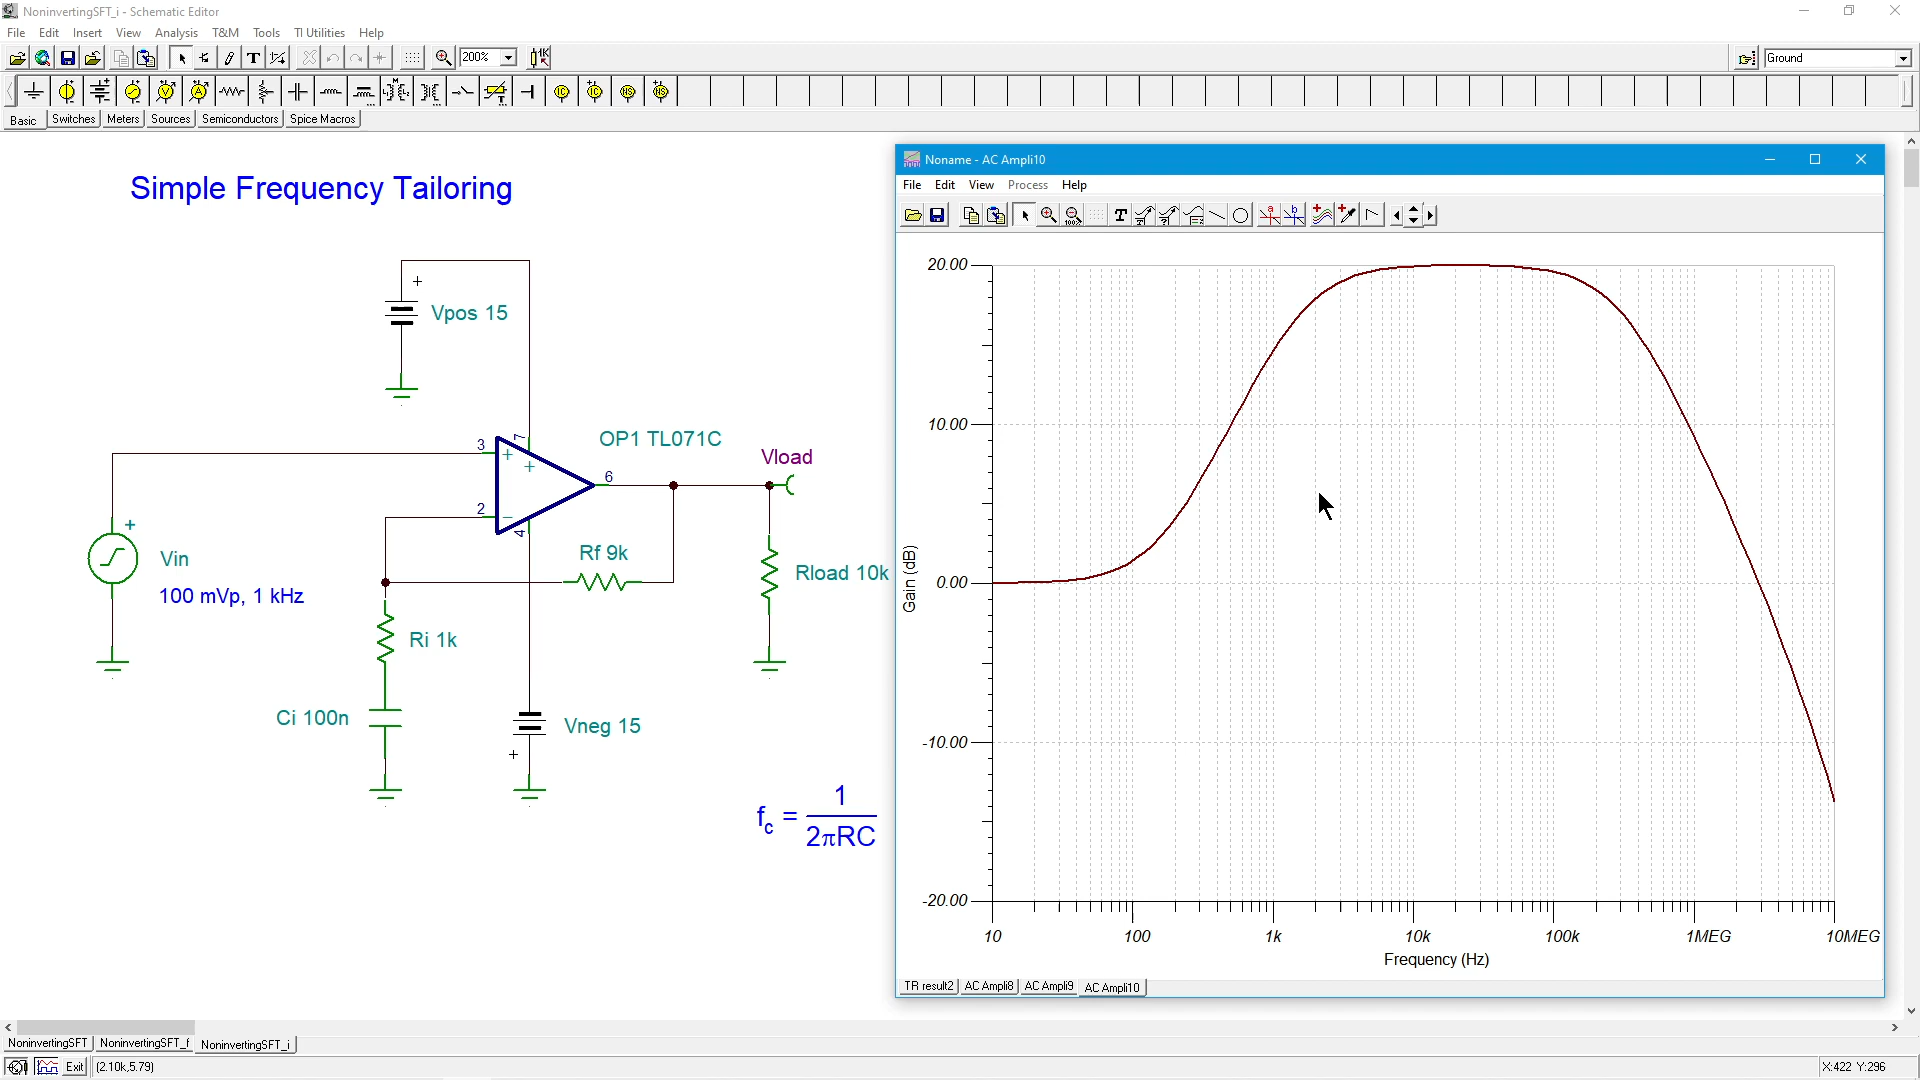 NoninvertingSFT_i - Schematic Editor
File Edit Insert View Analysis T&M Tools TI Utilities Help
200%
Ground
Basic Switches Meters Sources Semiconductors Spice Macros
Simple Frequency Tailoring
+
Vpos 15
OP1 TL071C
3
7
+
+
6
Vload
2
−
4
+
Vin
100 mVp, 1 kHz
Rf 9k
Rload 10k
Ri 1k
Ci 100n
Vneg 15
+
fc = 1
2πRC
Noname - AC Ampli10
File Edit View Process Help
20.00
10.00
0.00
-10.00
-20.00
Gain (dB)
10 100 1k 10k 100k 1MEG 10MEG
Frequency (Hz)
TR result2 AC Ampli8 AC Ampli9 AC Ampli10
NoninvertingSFT NoninvertingSFT_f NoninvertingSFT_i
Exit (2.10k,5.79)
X:422 Y:296